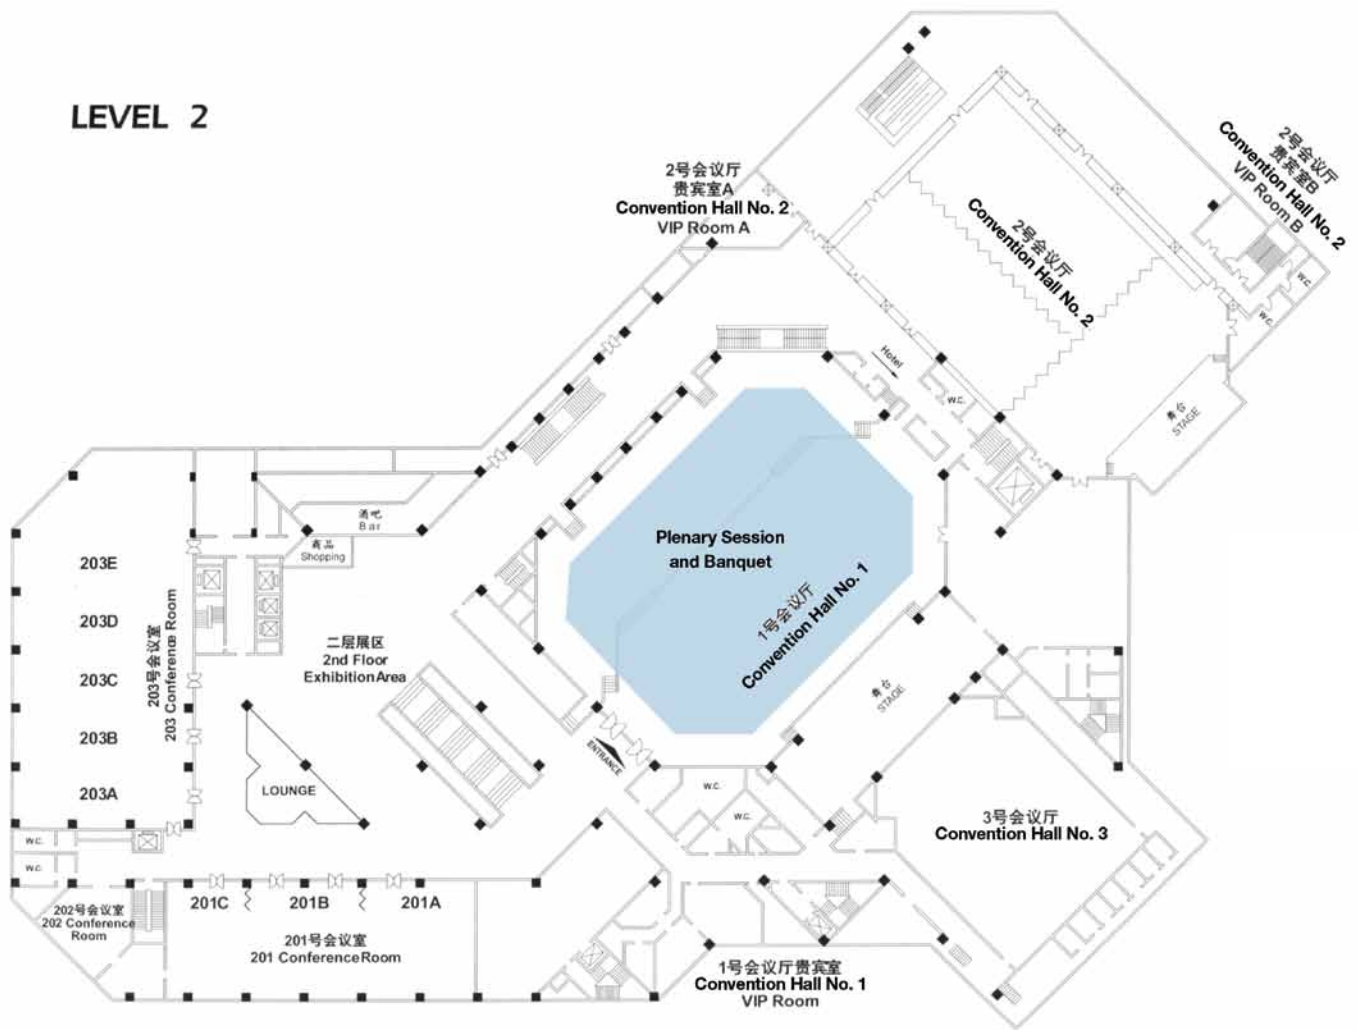 LEVEL 2
2号会议厅
贵宾室A
Convention Hall No. 2
VIP Room A
2号会议厅
贵宾室B
Convention Hall No. 2
VIP Room B
2号会议厅
Convention Hall No. 2
W.C.
W.C.
Hotel
W.C.
舞台
STAGE
Plenary Session
and Banquet
1号会议厅
Convention Hall No. 1
酒吧
Bar
商品
Shopping
203E
203D
203C
203B
203A
203号会议室
203 Conference Room
二层展区
2nd Floor
Exhibition Area
LOUNGE
ENTRANCE
舞台
STAGE
W.C.
W.C.
3号会议厅
Convention Hall No. 3
W.C.
W.C.
202号会议室
202 Conference
Room
201C
201B
201A
201号会议室
201 Conference Room
1号会议厅贵宾室
Convention Hall No. 1
VIP Room